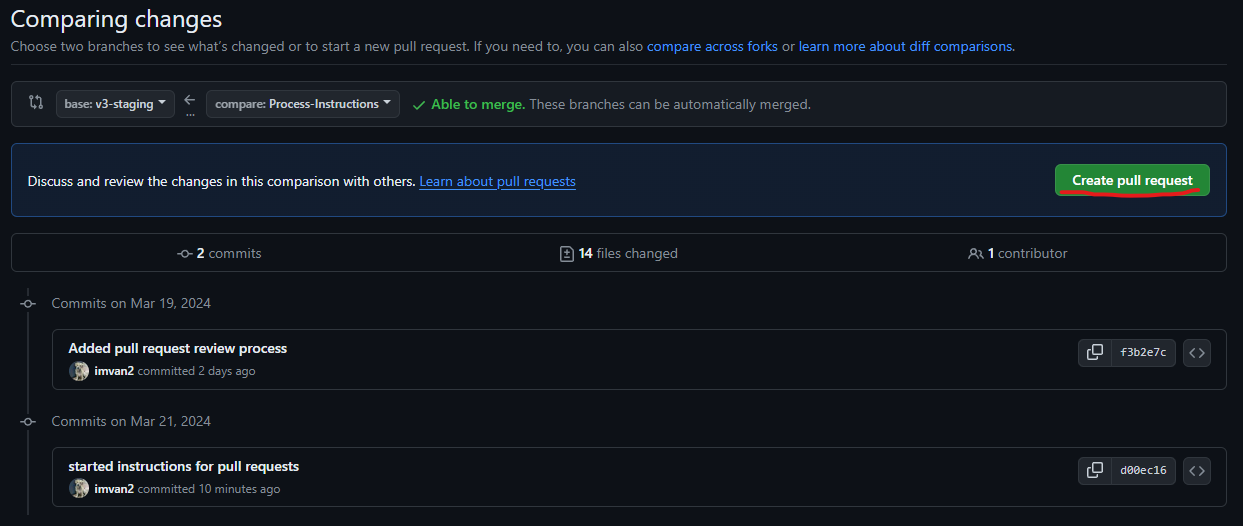 Comparing changes
Choose two branches to see what's changed or to start a new pull request. If you need to, you can also compare across forks or learn more about diff comparisons.
base: v3-staging ... compare: Process-Instructions Able to merge. These branches can be automatically merged.
Discuss and review the changes in this comparison with others. Learn about pull requests Create pull request
2 commits 14 files changed 1 contributor
Commits on Mar 19, 2024
Added pull request review process
f3b2e7c
imvan2 committed 2 days ago
Commits on Mar 21, 2024
started instructions for pull requests
d00ec16
imvan2 committed 10 minutes ago